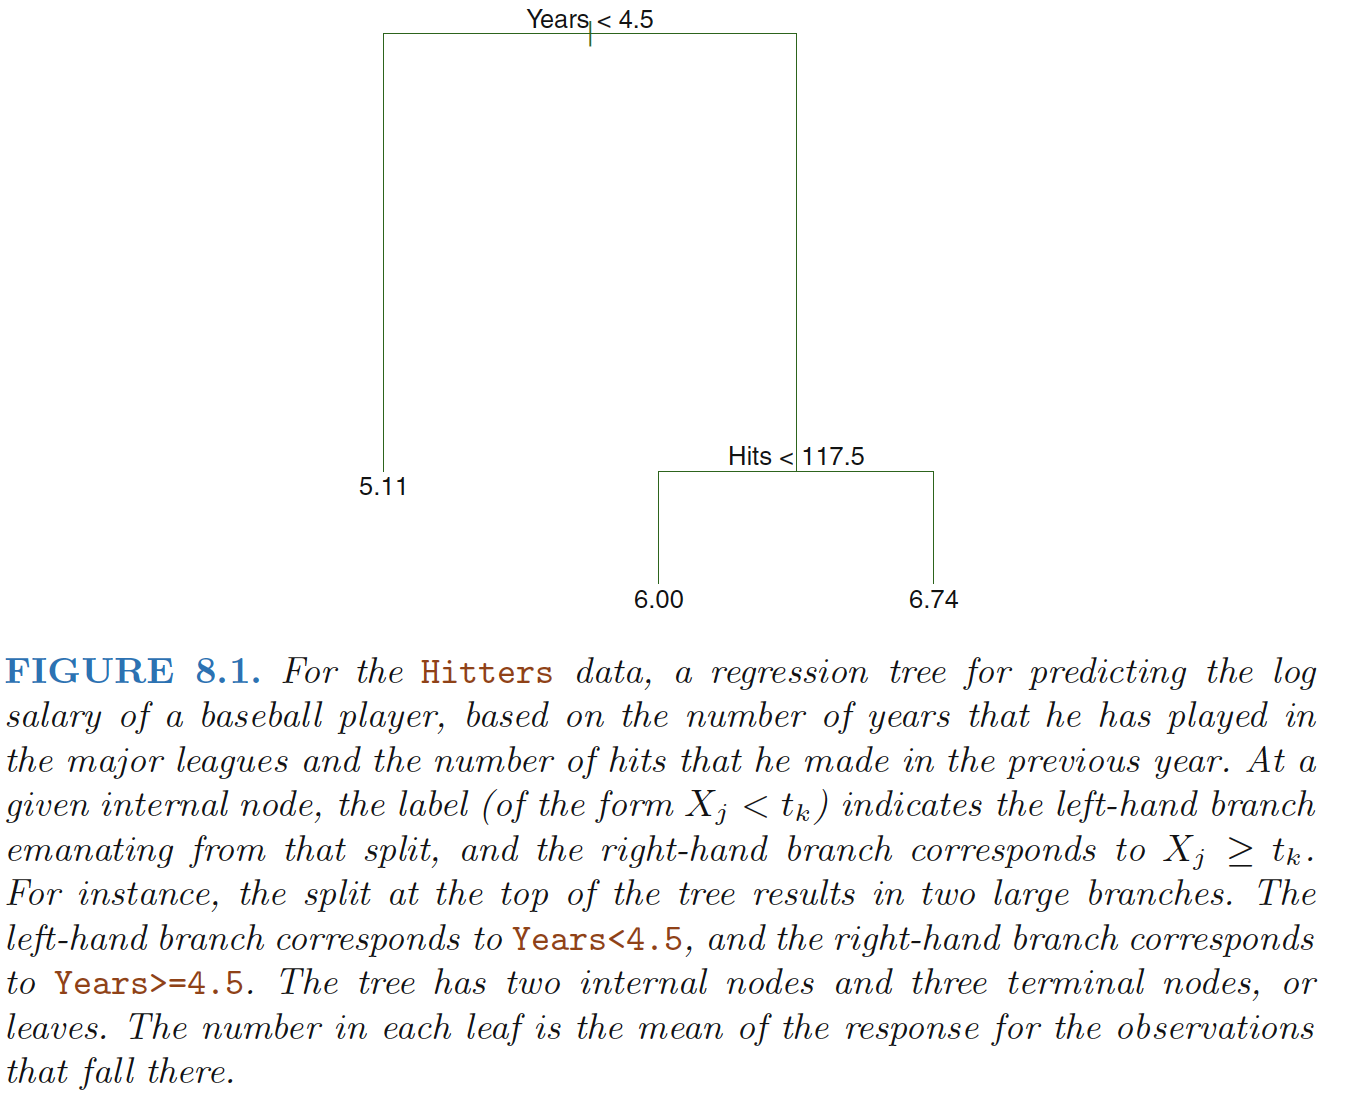 Years < 4.5
Hits < 117.5
5.11
6.00 6.74
FIGURE 8.1. For the Hitters data, a regression tree for predicting the log
salary of a baseball player, based on the number of years that he has played in
the major leagues and the number of hits that he made in the previous year. At a
given internal node, the label (of the form Xj < tk) indicates the left-hand branch
emanating from that split, and the right-hand branch corresponds to Xj ≥ tk.
For instance, the split at the top of the tree results in two large branches. The
left-hand branch corresponds to Years<4.5, and the right-hand branch corresponds
to Years>=4.5. The tree has two internal nodes and three terminal nodes, or
leaves. The number in each leaf is the mean of the response for the observations
that fall there.